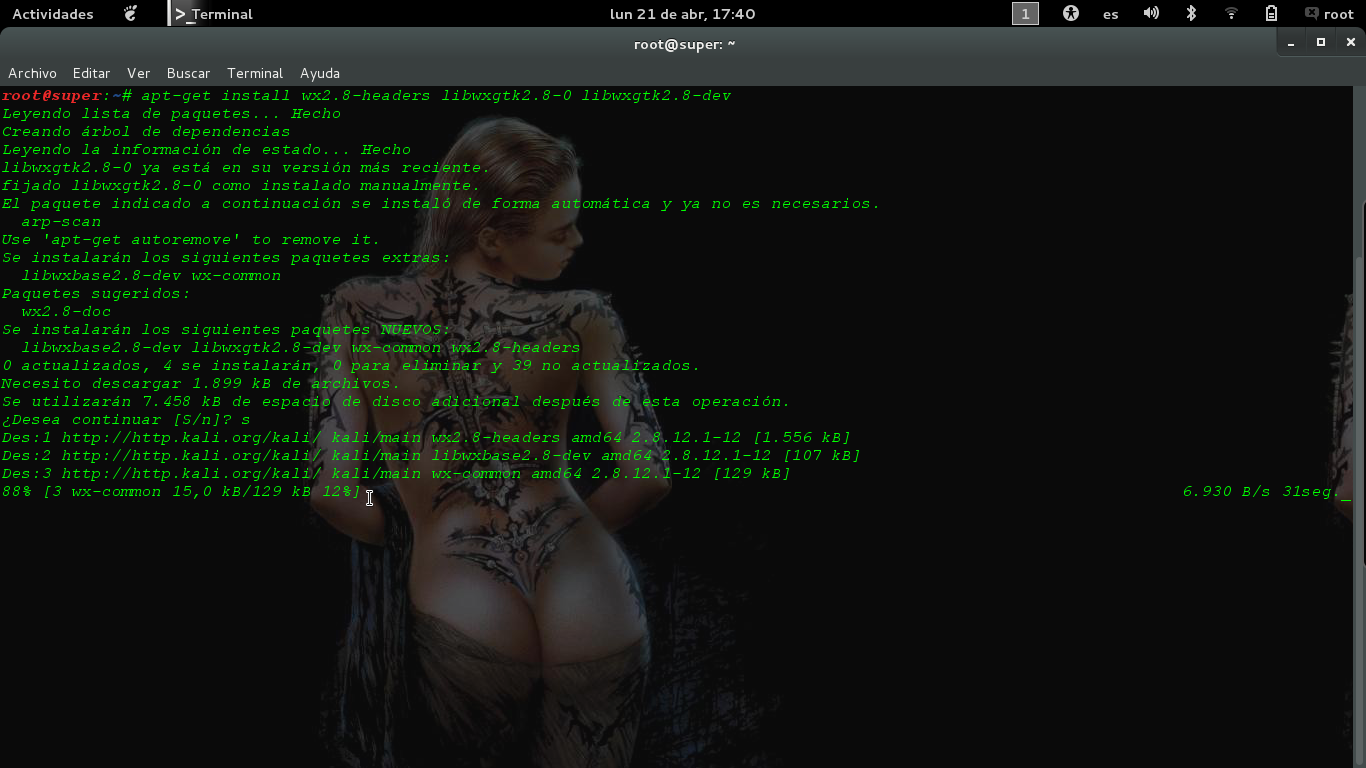 Actividades
Terminal
lun 21 de abr, 17:40
1
es
root
root@super: ~
Archivo Editar Ver Buscar Terminal Ayuda
root@super:~# apt-get install wx2.8-headers libwxgtk2.8-0 libwxgtk2.8-dev
Leyendo lista de paquetes... Hecho
Creando árbol de dependencias
Leyendo la información de estado... Hecho
libwxgtk2.8-0 ya está en su versión más reciente.
fijado libwxgtk2.8-0 como instalado manualmente.
El paquete indicado a continuación se instaló de forma automática y ya no es necesarios.
arp-scan
Use 'apt-get autoremove' to remove it.
Se instalarán los siguientes paquetes extras:
libwxbase2.8-dev wx-common
Paquetes sugeridos:
wx2.8-doc
Se instalarán los siguientes paquetes NUEVOS:
libwxbase2.8-dev libwxgtk2.8-dev wx-common wx2.8-headers
0 actualizados, 4 se instalarán, 0 para eliminar y 39 no actualizados.
Necesito descargar 1.899 kB de archivos.
Se utilizarán 7.458 kB de espacio de disco adicional después de esta operación.
¿Desea continuar [S/n]? s
Des:1 http://http.kali.org/kali/ kali/main wx2.8-headers amd64 2.8.12.1-12 [1.556 kB]
Des:2 http://http.kali.org/kali/ kali/main libwxbase2.8-dev amd64 2.8.12.1-12 [107 kB]
Des:3 http://http.kali.org/kali/ kali/main wx-common amd64 2.8.12.1-12 [129 kB]
88% [3 wx-common 15,0 kB/129 kB 12%] 6.930 B/s 31seg.